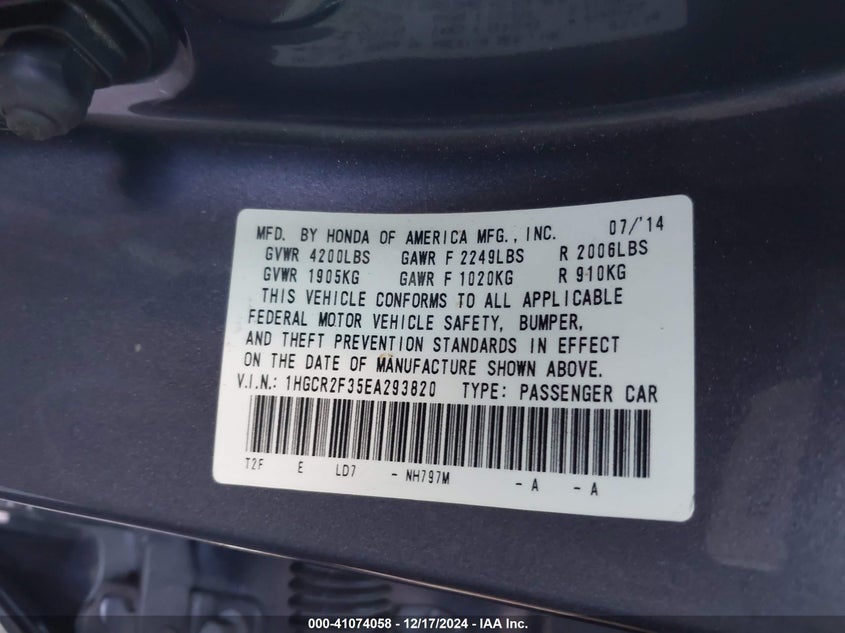 MFD. BY HONDA OF AMERICA MFG., INC. 07/'14
GVWR 4200LBS GAWR F 2249LBS R 2006LBS
GVWR 1905KG GAWR F 1020KG R 910KG
THIS VEHICLE CONFORMS TO ALL APPLICABLE
FEDERAL MOTOR VEHICLE SAFETY, BUMPER,
AND THEFT PREVENTION STANDARDS IN EFFECT
ON THE DATE OF MANUFACTURE SHOWN ABOVE.
V.I.N.: 1HGCR2F35EA293820 TYPE: PASSENGER CAR
T2F E LD7 - NH797M - A - A
000-41074058 - 12/17/2024 - IAA Inc.